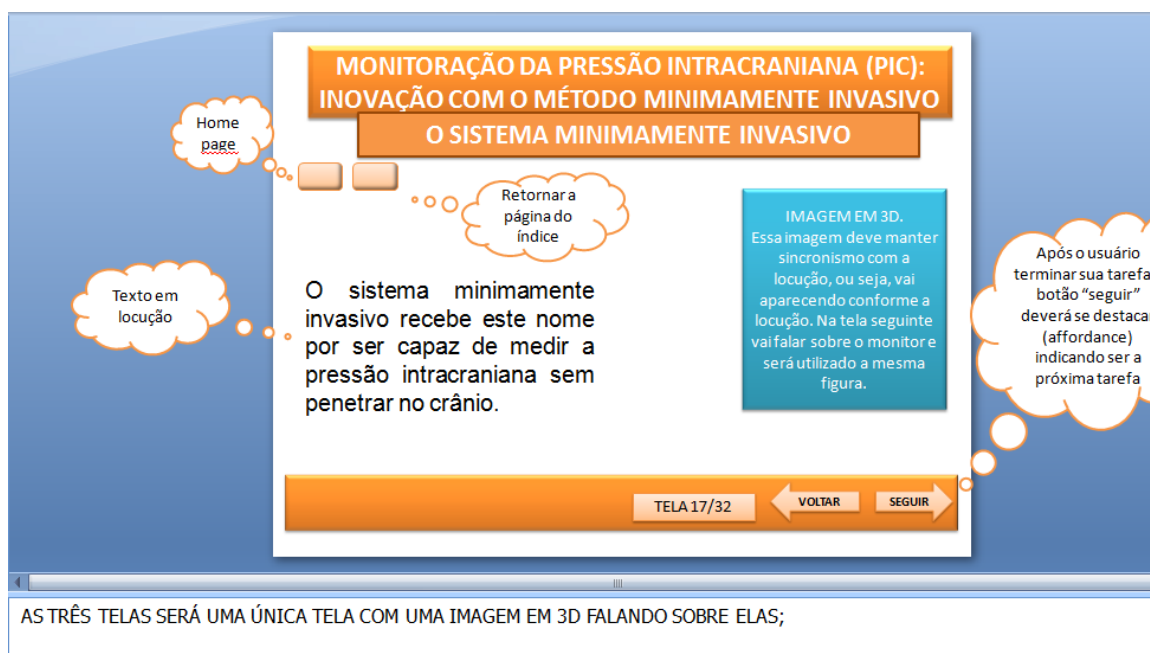 MONITORAÇÃO DA PRESSÃO INTRACRANIANA (PIC):
INOVAÇÃO COM O MÉTODO MINIMAMENTE INVASIVO
O SISTEMA MINIMAMENTE INVASIVO
Home
page
Retornar a
página do
índice
Texto em
locução
O sistema minimamente
invasivo recebe este nome
por ser capaz de medir a
pressão intracraniana sem
penetrar no crânio.
IMAGEM EM 3D.
Essa imagem deve manter
sincronismo com a
locução, ou seja, vai
aparecendo conforme a
locução. Na tela seguinte
vai falar sobre o monitor e
será utilizado a mesma
figura.
Após o usuário
terminar sua tarefa
botão “seguir”
deverá se destaca
(affordance)
indicando ser a
próxima tarefa
TELA 17/32
VOLTAR
SEGUIR
AS TRÊS TELAS SERÁ UMA ÚNICA TELA COM UMA IMAGEM EM 3D FALANDO SOBRE ELAS;